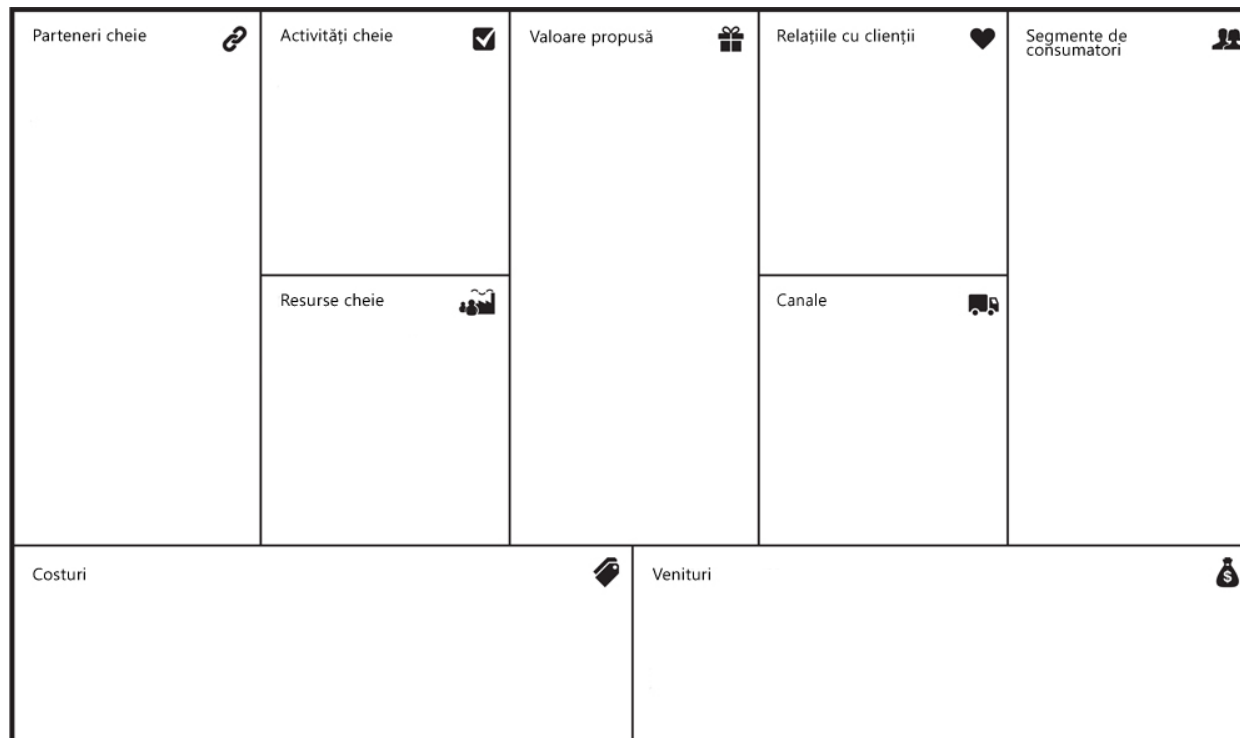 Parteneri cheie
Activități cheie
Valoare propusă
Relațiile cu clienții
Segmente de
consumatori
Resurse cheie
Canale
Costuri
Venituri
$